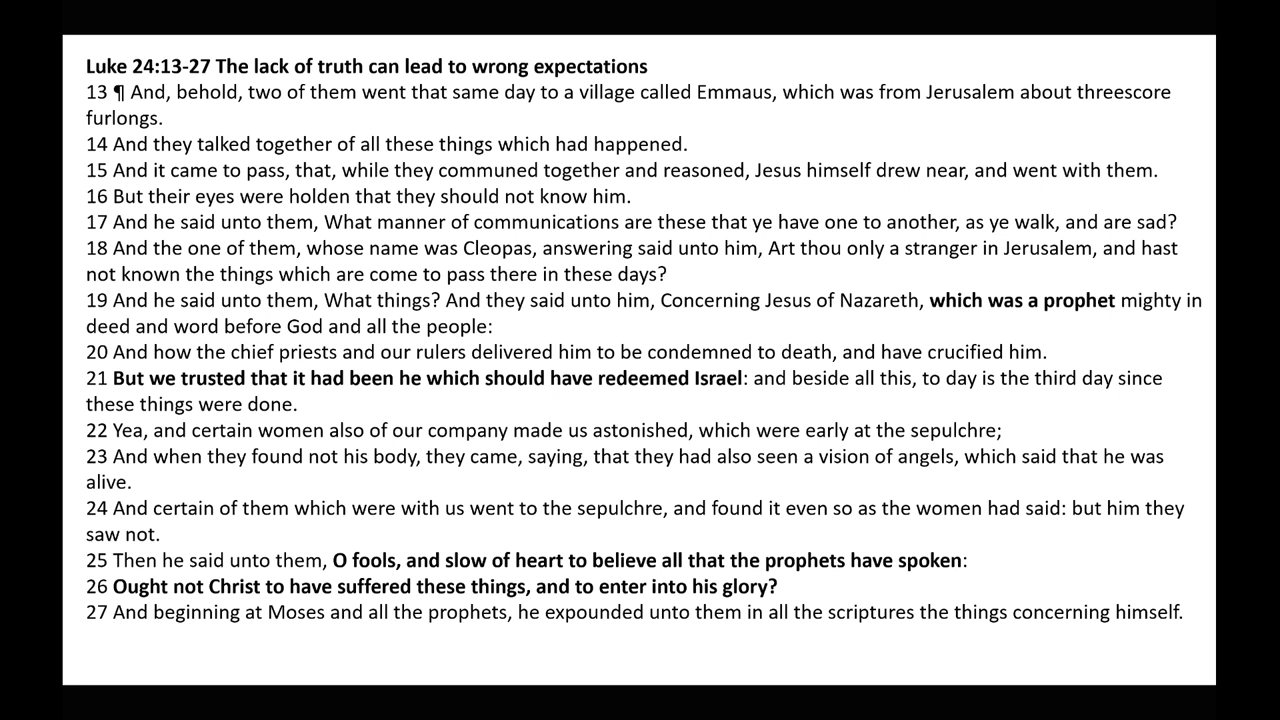 Luke 24:13-27 The lack of truth can lead to wrong expectations
13 ¶ And, behold, two of them went that same day to a village called Emmaus, which was from Jerusalem about threescore
furlongs.
14 And they talked together of all these things which had happened.
15 And it came to pass, that, while they communed together and reasoned, Jesus himself drew near, and went with them.
16 But their eyes were holden that they should not know him.
17 And he said unto them, What manner of communications are these that ye have one to another, as ye walk, and are sad?
18 And the one of them, whose name was Cleopas, answering said unto him, Art thou only a stranger in Jerusalem, and hast
not known the things which are come to pass there in these days?
19 And he said unto them, What things? And they said unto him, Concerning Jesus of Nazareth, which was a prophet mighty in
deed and word before God and all the people:
20 And how the chief priests and our rulers delivered him to be condemned to death, and have crucified him.
21 But we trusted that it had been he which should have redeemed Israel: and beside all this, to day is the third day since
these things were done.
22 Yea, and certain women also of our company made us astonished, which were early at the sepulchre;
23 And when they found not his body, they came, saying, that they had also seen a vision of angels, which said that he was
alive.
24 And certain of them which were with us went to the sepulchre, and found it even so as the women had said: but him they
saw not.
25 Then he said unto them, O fools, and slow of heart to believe all that the prophets have spoken:
26 Ought not Christ to have suffered these things, and to enter into his glory?
27 And beginning at Moses and all the prophets, he expounded unto them in all the scriptures the things concerning himself.